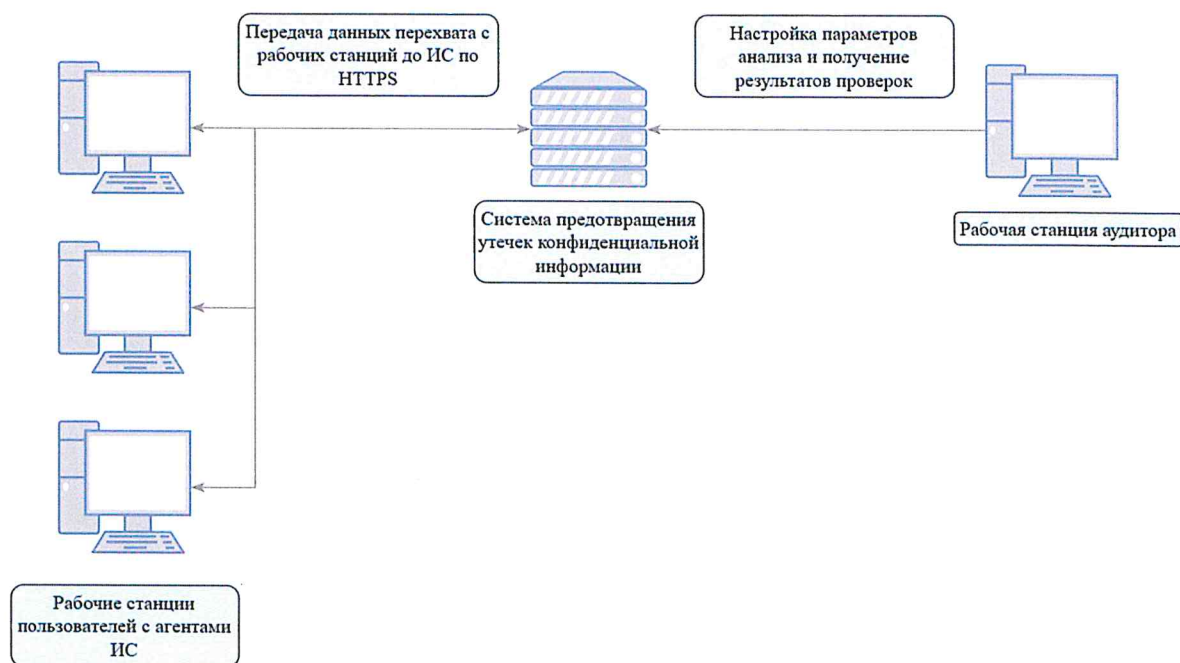 Передача данных перехвата с
рабочих станций до ИС по
HTTPS
Настройка параметров
анализа и получение
результатов проверок
Система предотвращения
утечек конфиденциальной
информации
Рабочая станция аудитора
Рабочие станции
пользователей с агентами
ИС